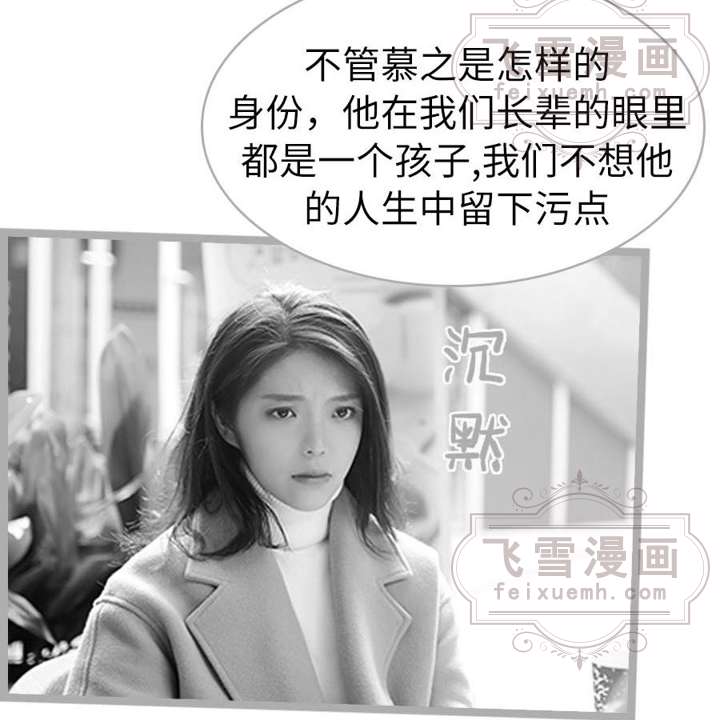 飞雪漫画
feixuemh.com
不管慕之是怎样的
身份，他在我们长辈的眼里
都是一个孩子,我们不想他
的人生中留下污点
沉
默
飞雪漫画
feixuemh.com